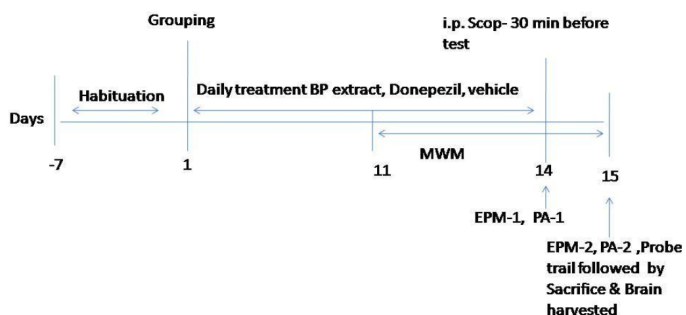 Grouping
i.p. Scop- 30 min before
test
Habituation
Daily treatment BP extract, Donepezil, vehicle
Days
MWM
-7
1
11
14
15
EPM-1, PA-1
EPM-2, PA-2 ,Probe
trail followed by
Sacrifice & Brain
harvested